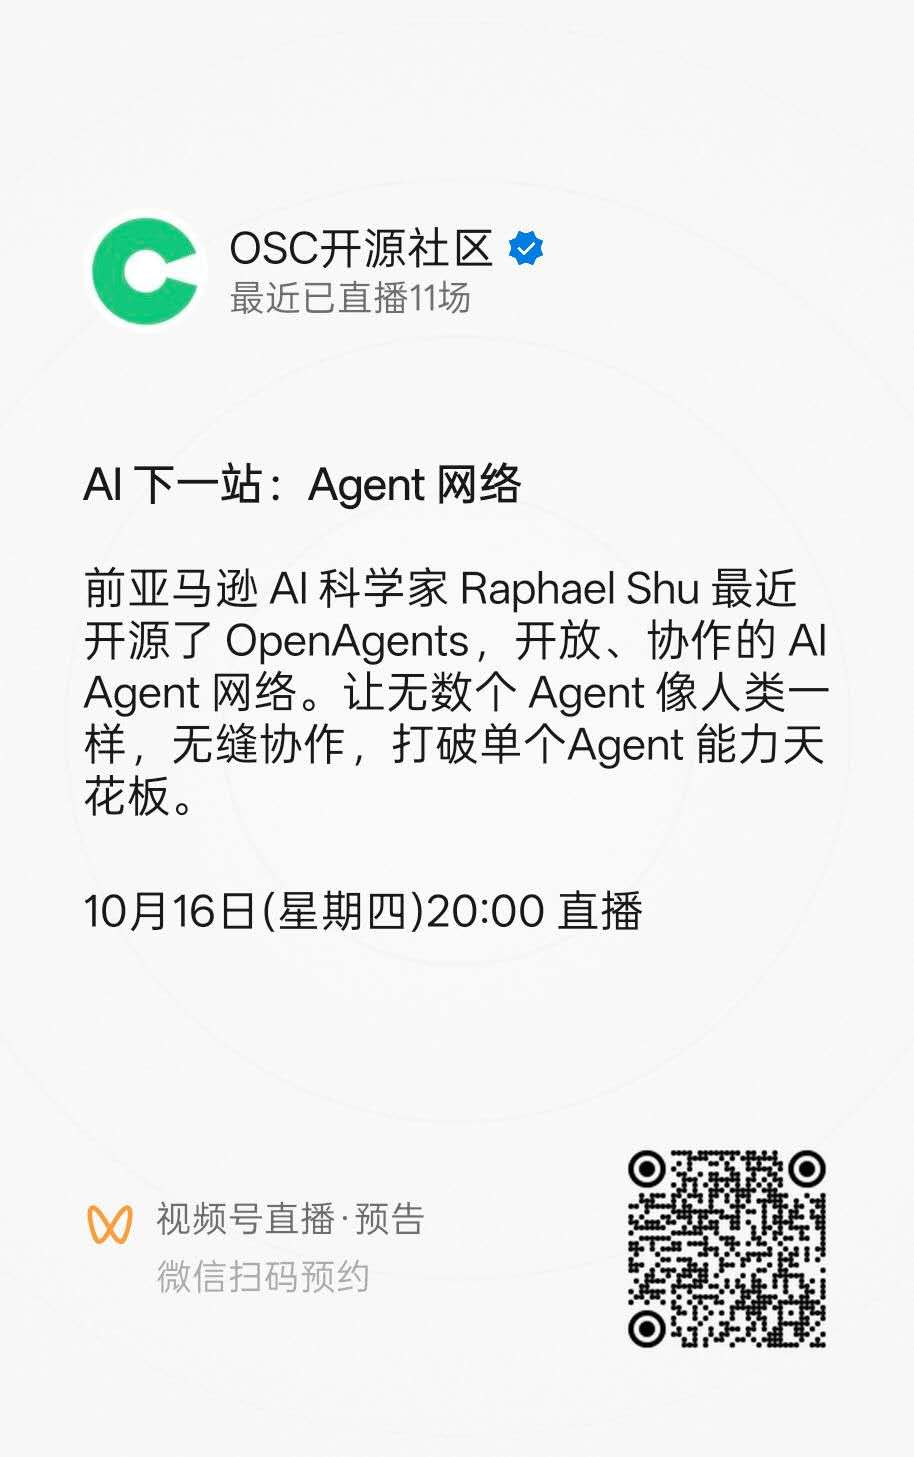 OSC开源社区
最近已直播11场
AI 下一站：Agent 网络
前亚马逊 AI 科学家 Raphael Shu 最近
开源了 OpenAgents，开放、协作的 AI
Agent 网络。让无数个 Agent 像人类一
样，无缝协作，打破单个Agent 能力天
花板。
10月16日(星期四)20:00 直播
视频号直播·预告
微信扫码预约